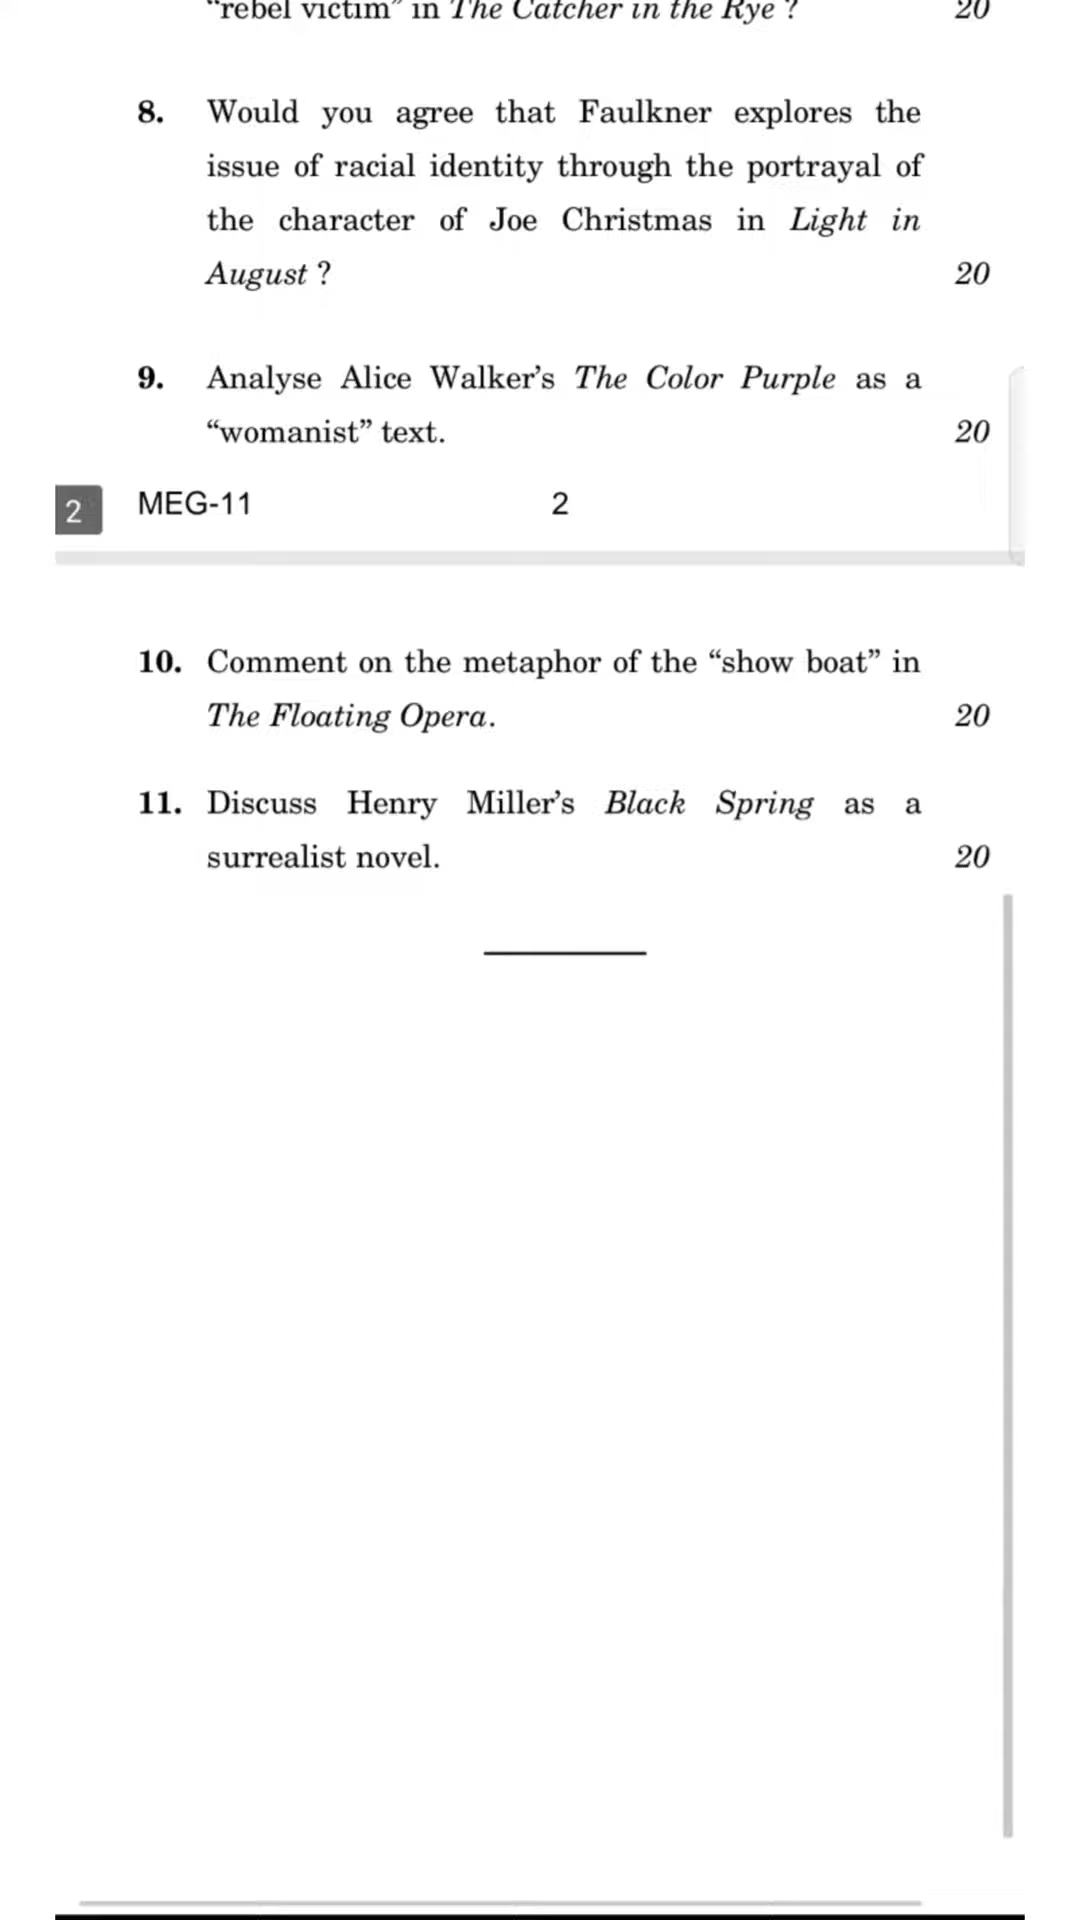 "rebel victim" in The Catcher in the Rye ? 20
8. Would you agree that Faulkner explores the
issue of racial identity through the portrayal of
the character of Joe Christmas in Light in
August ? 20
9. Analyse Alice Walker's The Color Purple as a
“womanist” text. 20
2 MEG-11 2
10. Comment on the metaphor of the “show boat” in
The Floating Opera. 20
11. Discuss Henry Miller's Black Spring as a
surrealist novel. 20